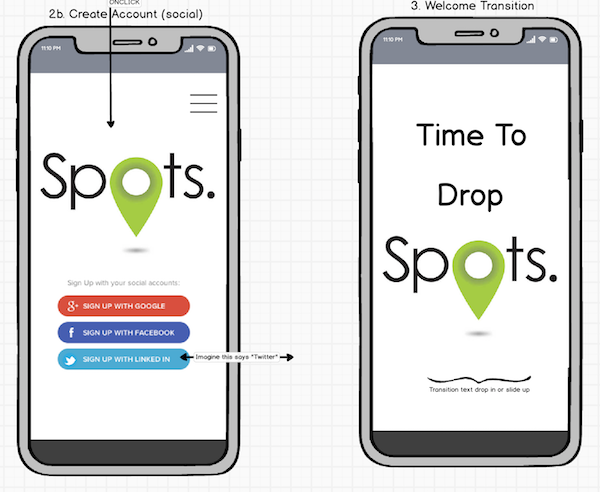 ONCLICK
2b. Create Account (social)
11:10 PM
Spots.
Sign Up with your social accounts:
g+ SIGN UP WITH GOOGLE
f SIGN UP WITH FACEBOOK
SIGN UP WITH LINKED IN
Imagine this says "Twitter"
3. Welcome Transition
11:10 PM
Time To
Drop
Spots.
Transition text drop in or slide up